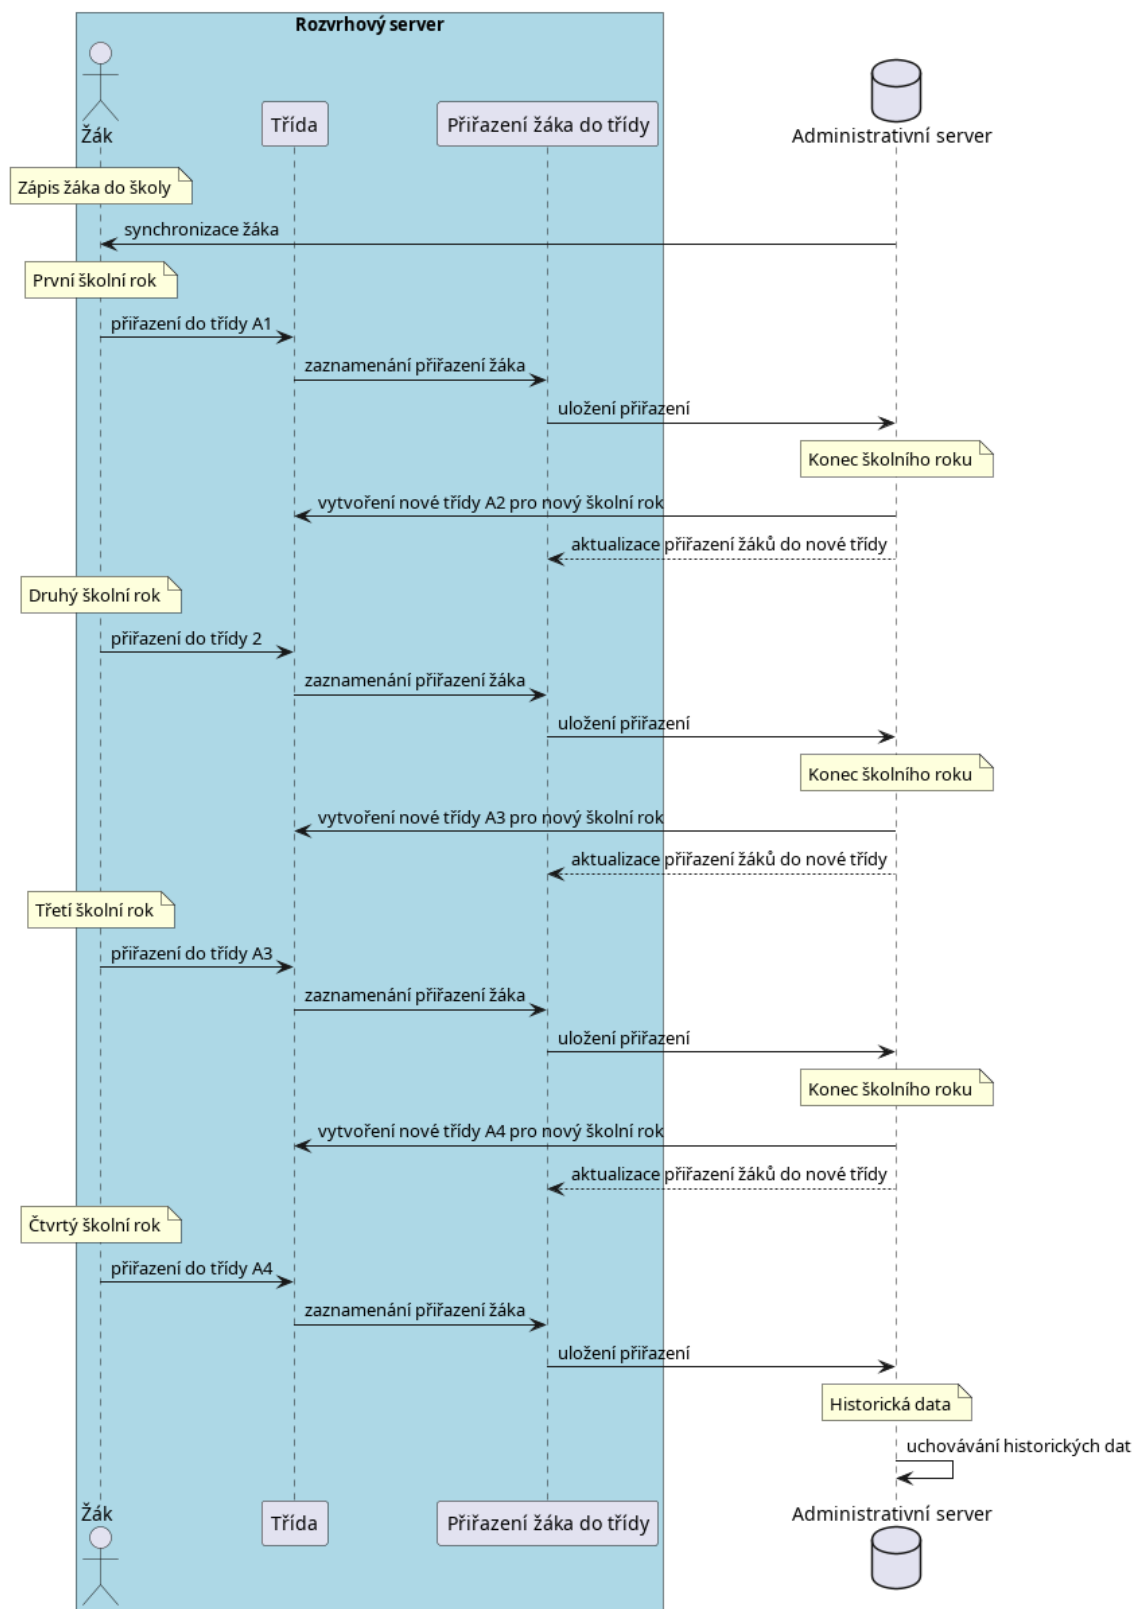 Rozvrhový server
Žák
Třída
Přiřazení žáka do třídy
Administrativní server
Zápis žáka do školy
synchronizace žáka
První školní rok
přiřazení do třídy A1
zaznamenání přiřazení žáka
uložení přiřazení
Konec školního roku
vytvoření nové třídy A2 pro nový školní rok
aktualizace přiřazení žáků do nové třídy
Druhý školní rok
přiřazení do třídy 2
zaznamenání přiřazení žáka
uložení přiřazení
Konec školního roku
vytvoření nové třídy A3 pro nový školní rok
aktualizace přiřazení žáků do nové třídy
Třetí školní rok
přiřazení do třídy A3
zaznamenání přiřazení žáka
uložení přiřazení
Konec školního roku
vytvoření nové třídy A4 pro nový školní rok
aktualizace přiřazení žáků do nové třídy
Čtvrtý školní rok
přiřazení do třídy A4
zaznamenání přiřazení žáka
uložení přiřazení
Historická data
uchovávání historických dat
Žák
Třída
Přiřazení žáka do třídy
Administrativní server